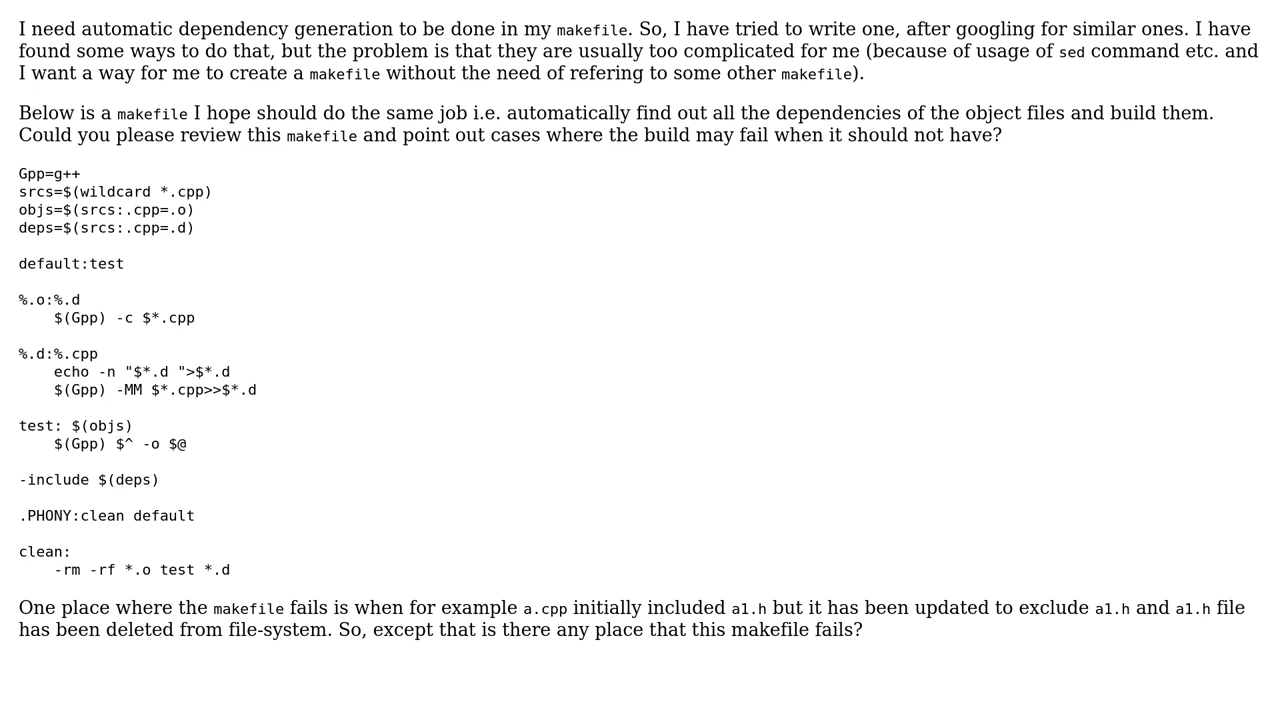 I need automatic dependency generation to be done in my makefile. So, I have tried to write one, after googling for similar ones. I have
found some ways to do that, but the problem is that they are usually too complicated for me (because of usage of sed command etc. and
I want a way for me to create a makefile without the need of refering to some other makefile).
Below is a makefile I hope should do the same job i.e. automatically find out all the dependencies of the object files and build them.
Could you please review this makefile and point out cases where the build may fail when it should not have?
Gpp=g++
srcs=$(wildcard *.cpp)
objs=$(srcs:.cpp=.o)
deps=$(srcs:.cpp=.d)
default:test
%.o:%.d
    $(Gpp) -c $*.cpp
%.d:%.cpp
    echo -n "$*.d ">$*.d
    $(Gpp) -MM $*.cpp>>$*.d
test: $(objs)
    $(Gpp) $^ -o $@
-include $(deps)
.PHONY:clean default
clean:
    -rm -rf *.o test *.d
One place where the makefile fails is when for example a.cpp initially included a1.h but it has been updated to exclude a1.h and a1.h file
has been deleted from file-system. So, except that is there any place that this makefile fails?